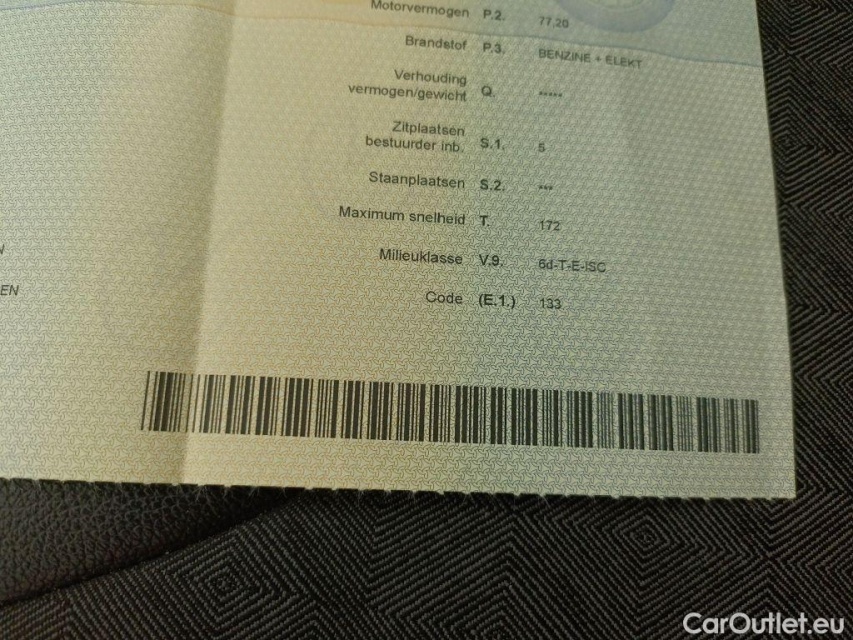 Motorvermogen P.2. 77,20
Brandstof P.3. BENZINE + ELEKT
Verhouding
vermogen/gewicht Q. *****
Zitplaatsen
bestuurder inb. S.1. 5
Staanplaatsen S.2. ***
Maximum snelheid T. 172
Milieuklasse V.9. 6d-T-E-ISC
EN
Code (E.1.) 133
CarOutlet.eu